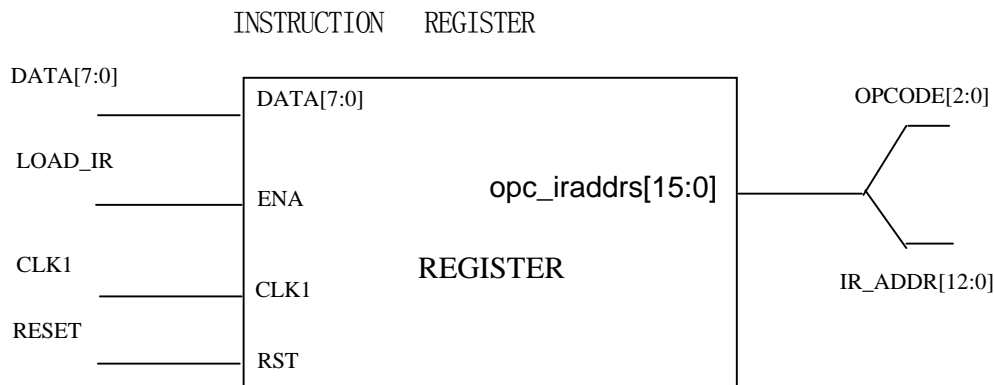 INSTRUCTION REGISTER
DATA[7:0]
DATA[7:0]
OPCODE[2:0]
LOAD_IR
ENA
opc_iraddrs[15:0]
CLK1
CLK1
REGISTER
IR_ADDR[12:0]
RESET
RST